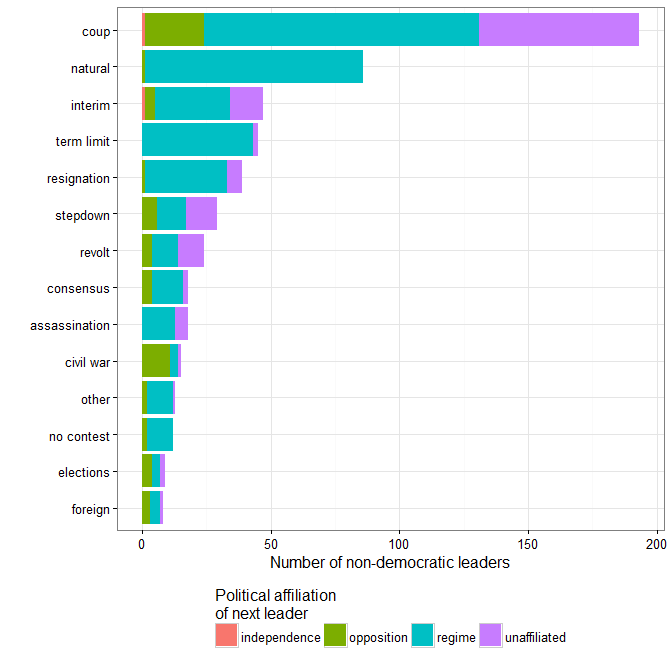 coup
natural
interim
term limit
resignation
stepdown
revolt
consensus
assassination
civil war
other
no contest
elections
foreign
0 50 100 150 200
Number of non-democratic leaders
Political affiliation
of next leader
independence opposition regime unaffiliated